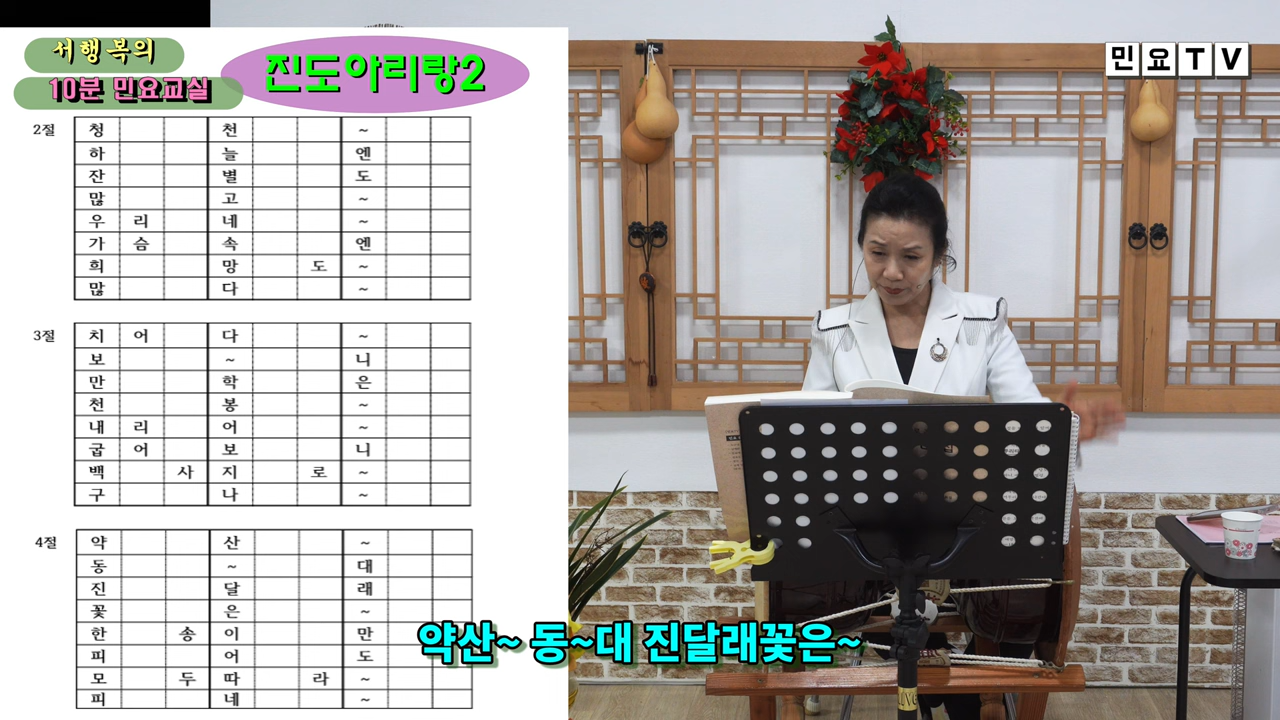 서행복의
10분 민요교실
진도아리랑2
민요TV
2절
청 천 ~
하 늘 엔
잔 별 도
많 고 ~
우 리 네 ~
가 슴 속 엔
희 망 도 ~
많 다 ~
3절
치 어 다 ~
보 ~ 니
만 학 은
천 봉 ~
내 리 어 ~
굽 어 보 니
백 사 지 로 ~
구 나 ~
4절
약 산 ~
동 ~ 대
진 달 래
꽃 은 ~
한 송 이 만
피 어 도
모 두 따 라 ~
피 네 ~
약산~ 동~대 진달래꽃은~